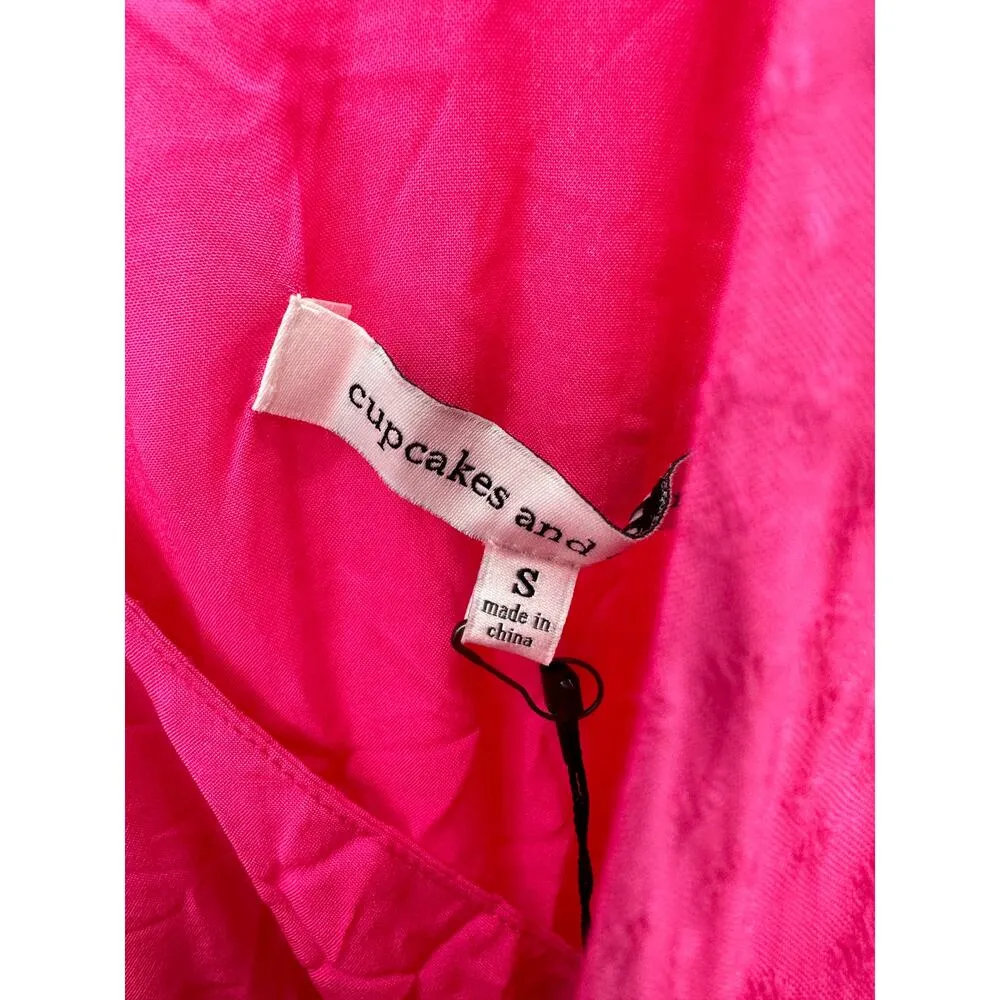 cupcakes and
S
made in
china